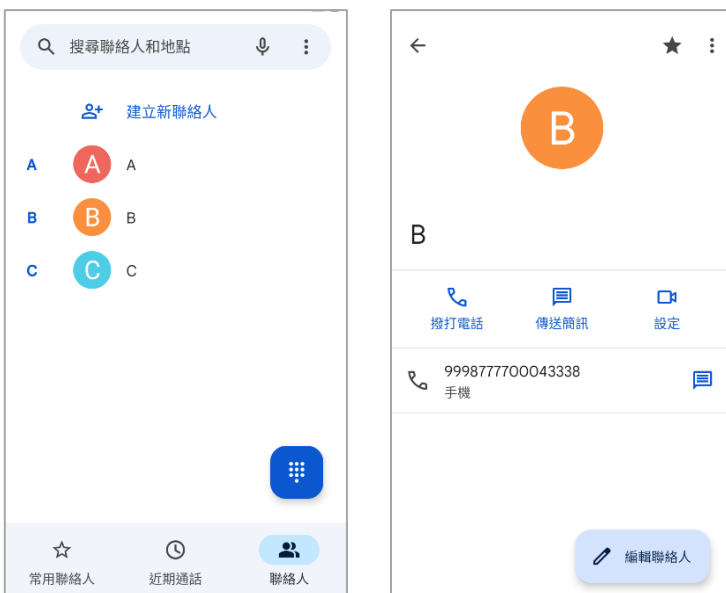 搜尋聯絡人和地點
建立新聯絡人
A A A
B B B
C C C
常用聯絡人 近期通話 聯絡人
B
B
撥打電話 傳送簡訊 設定
9998777700043338
手機
編輯聯絡人